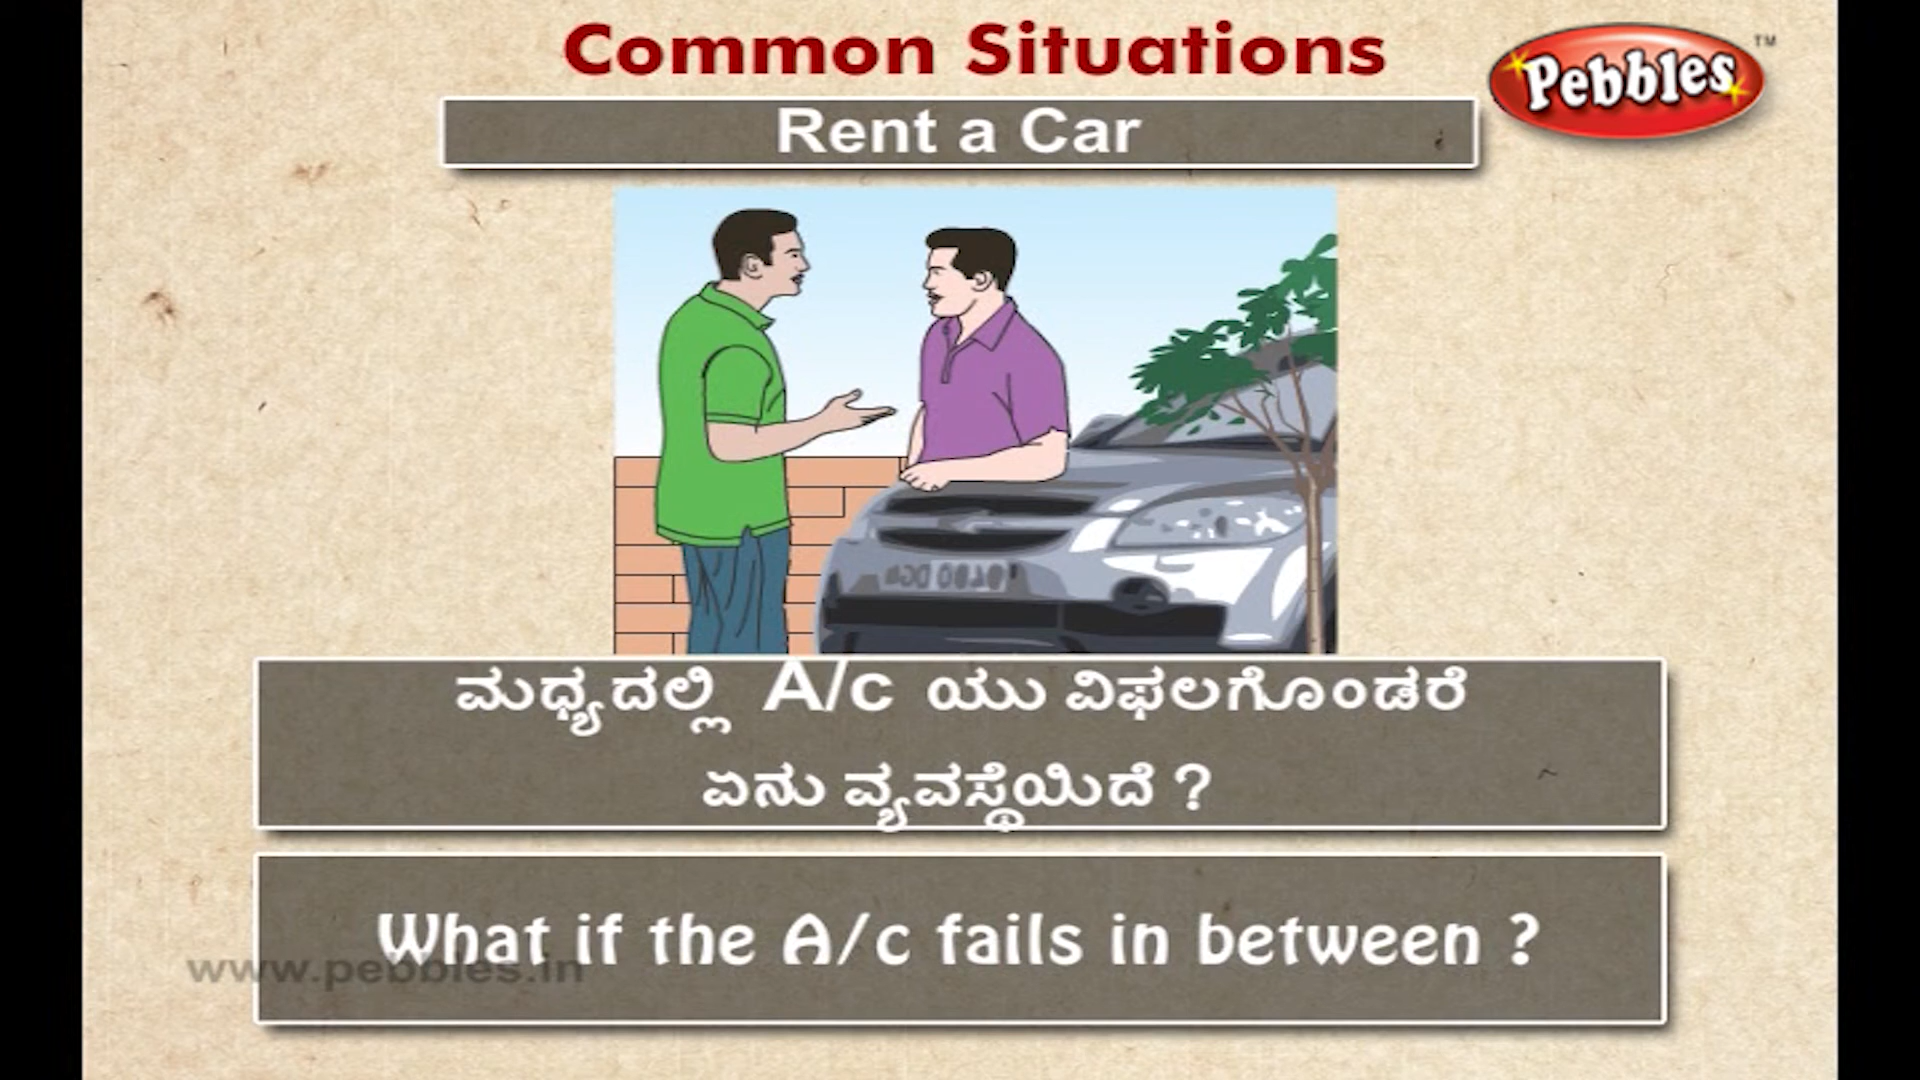 Common Situations
Pebbles TM
Rent a Car
ಮಧ್ಯದಲ್ಲಿ A/c ಯು ವಿಫಲಗೊಂಡರೆ
ಏನು ವ್ಯವಸ್ಥೆಯಿದೆ ?
What if the A/c fails in between ?
www.pebbles.in